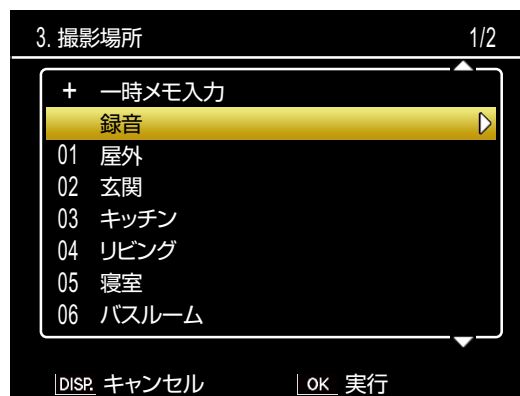 3. 撮影場所 1/2
+ 一時メモ入力
録音
01 屋外
02 玄関
03 キッチン
04 リビング
05 寝室
06 バスルーム
DISP. キャンセル OK 実行